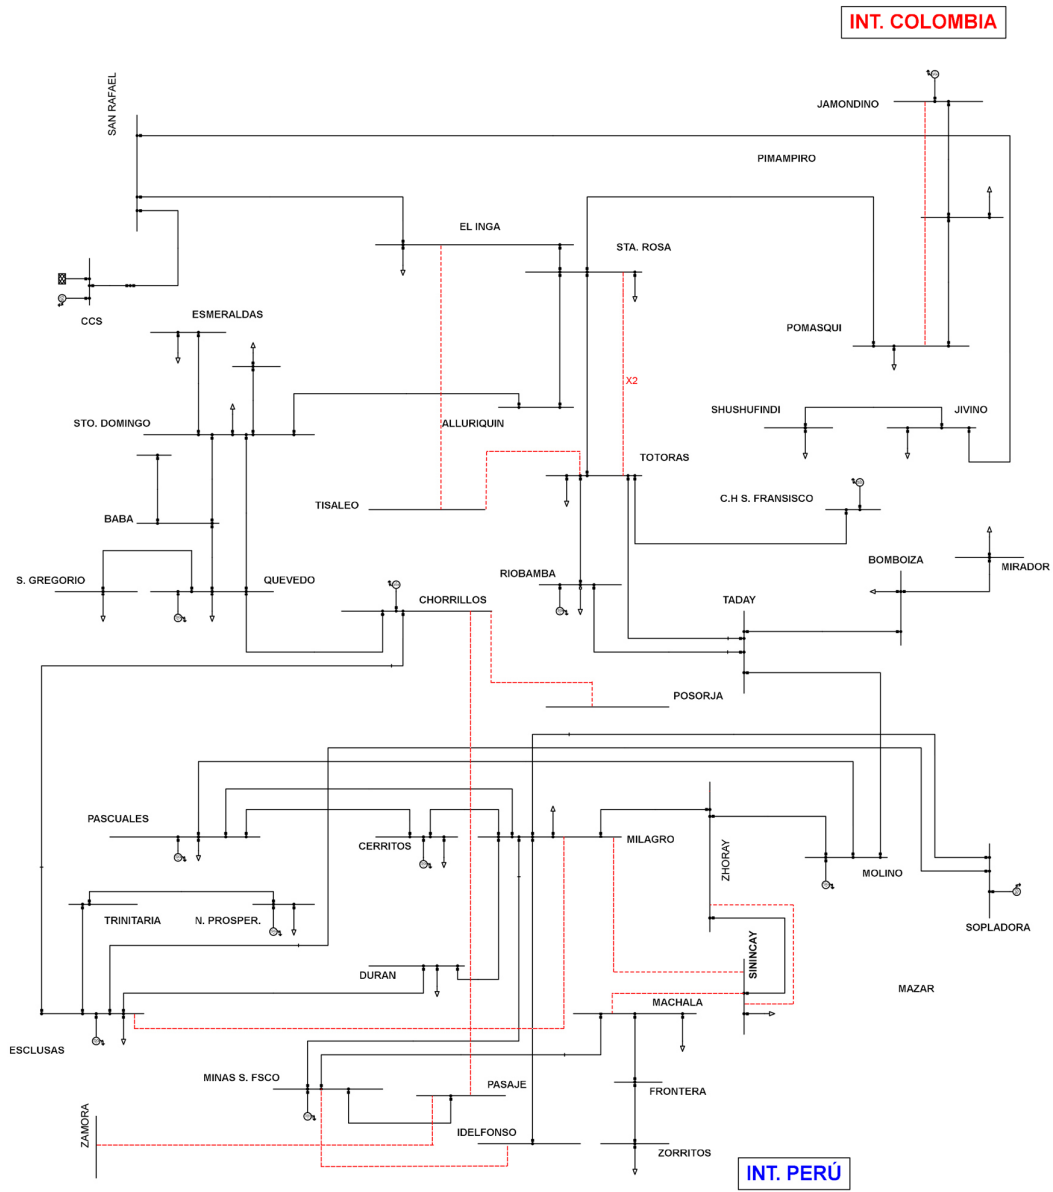 INT. COLOMBIA
SAN RAFAEL
JAMONDINO
PIMAMPIRO
EL INGA
STA. ROSA
CCS
ESMERALDAS
POMASQUI
X2
STO. DOMINGO
ALLURIQUIN
SHUSHUFINDI
JIVINO
TOTORAS
TISALEO
C.H S. FRANSISCO
BABA
S. GREGORIO
QUEVEDO
RIOBAMBA
BOMBOIZA
MIRADOR
CHORRILLOS
TADAY
POSORJA
PASCUALES
CERRITOS
MILAGRO
ZHORAY
MOLINO
TRINITARIA
N. PROSPER.
SOPLADORA
DURAN
SININCAY
MAZAR
MACHALA
ESCLUSAS
MINAS S. FSCO
PASAJE
FRONTERA
ZAMORA
IDELFONSO
ZORRITOS
INT. PERÚ